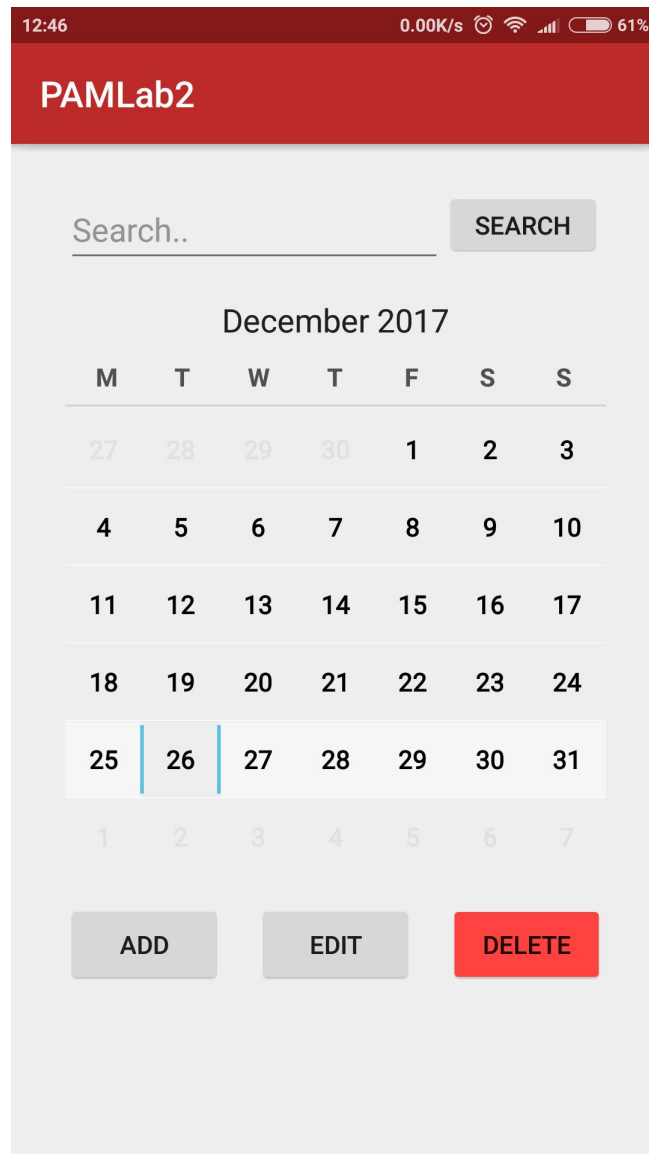 12:46 0.00K/s 61%
PAMLab2
Search.. SEARCH
December 2017
M T W T F S S
27 28 29 30 1 2 3
4 5 6 7 8 9 10
11 12 13 14 15 16 17
18 19 20 21 22 23 24
25 26 27 28 29 30 31
1 2 3 4 5 6 7
ADD EDIT DELETE